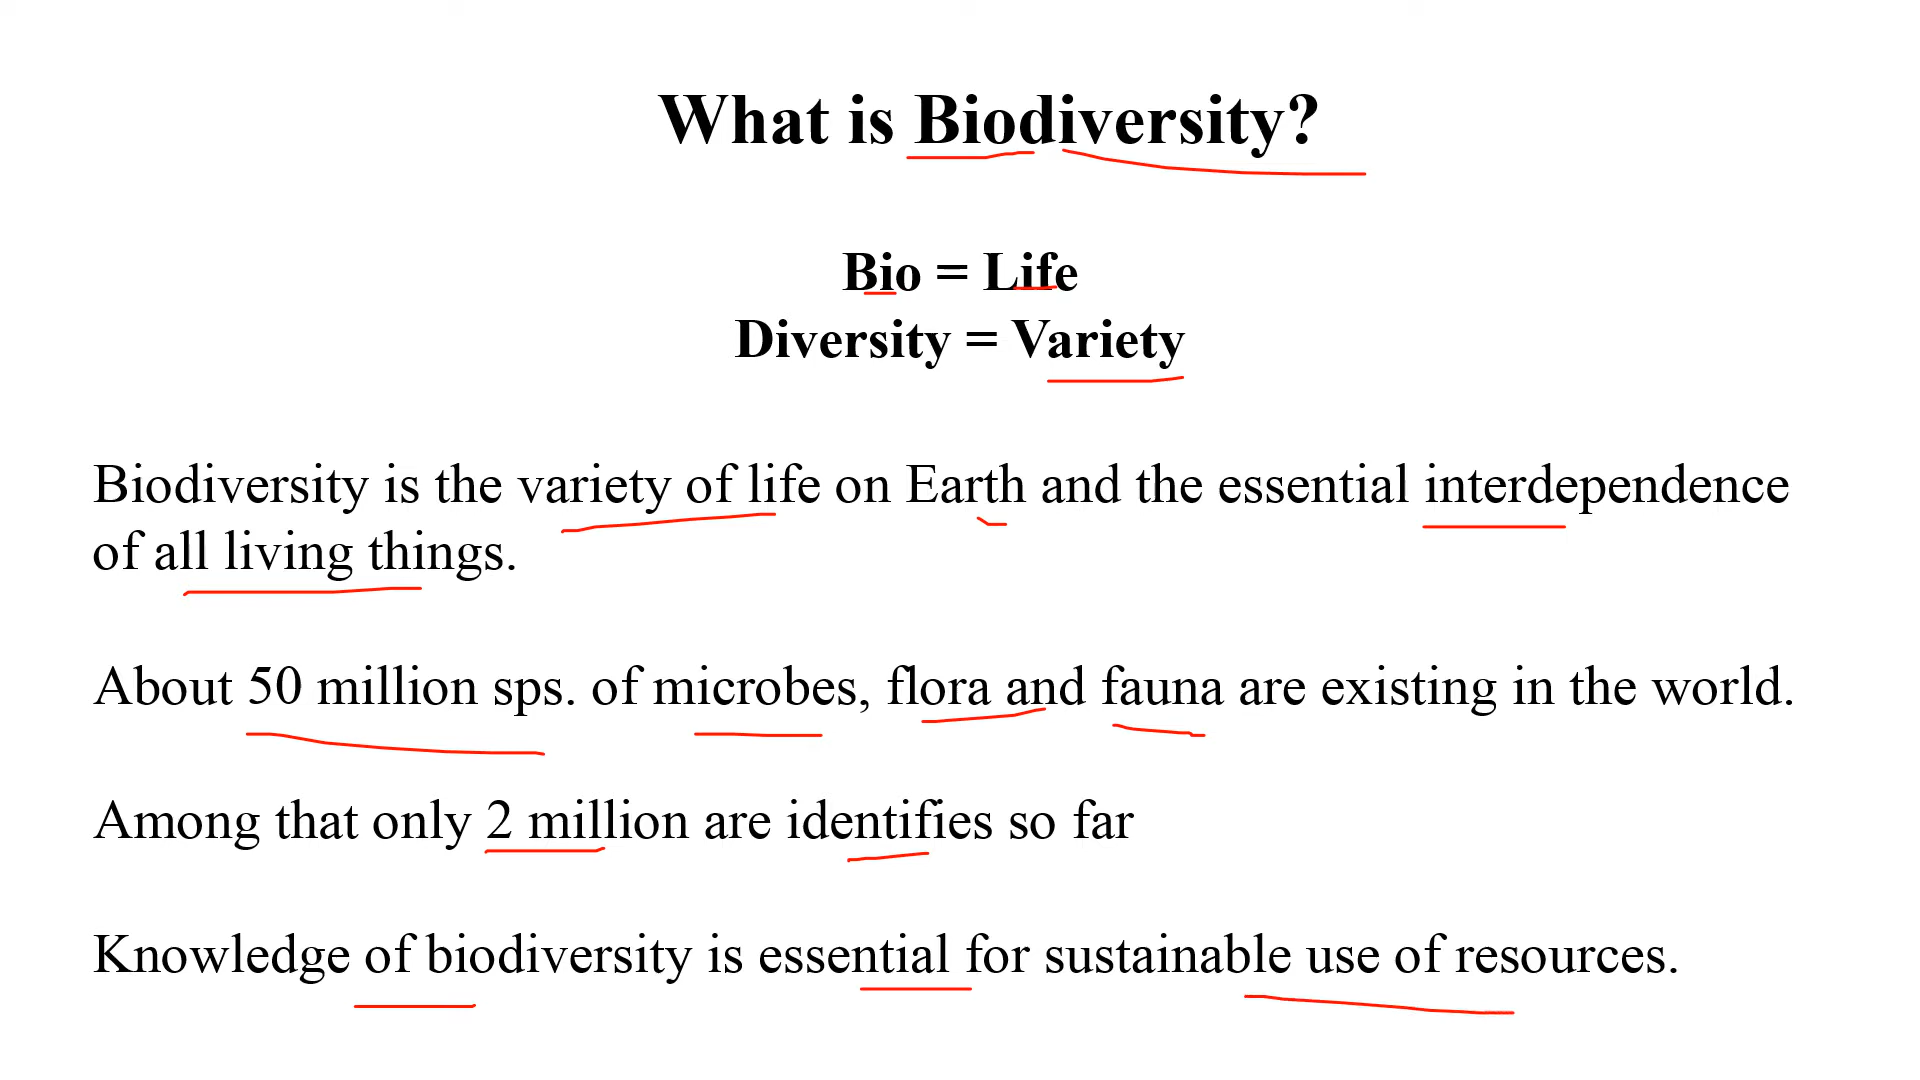 What is Biodiversity?
Bio = Life
Diversity = Variety
Biodiversity is the variety of life on Earth and the essential interdependence
of all living things.
About 50 million sps. of microbes, flora and fauna are existing in the world.
Among that only 2 million are identifies so far
Knowledge of biodiversity is essential for sustainable use of resources.